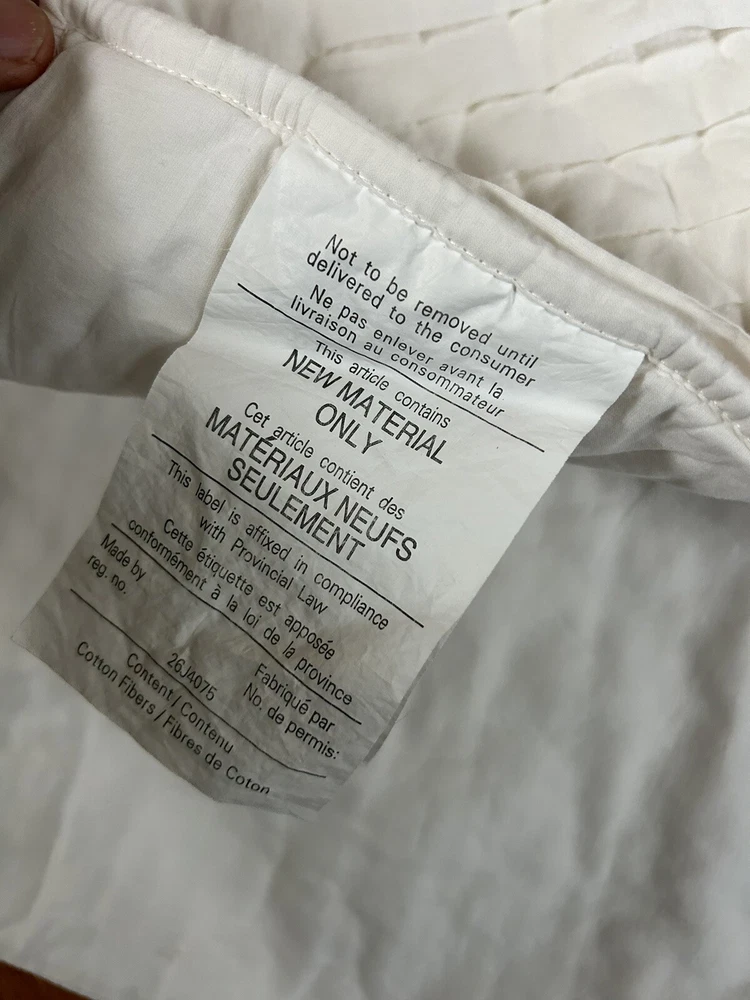 Not to be removed until
delivered to the consumer
Ne pas enlever avant la
livraison au consommateur
This article contains
NEW MATERIAL
ONLY
Cet article contient des
MATÉRIAUX NEUFS
SEULEMENT
This label is affixed in compliance
with Provincial Law
Cette étiquette est apposée
conformément à la loi de la province
Made by Fabriqué par
reg. no. 26J4075 No. de permis:
Content / Contenu
Cotton Fibers / Fibres de Coton